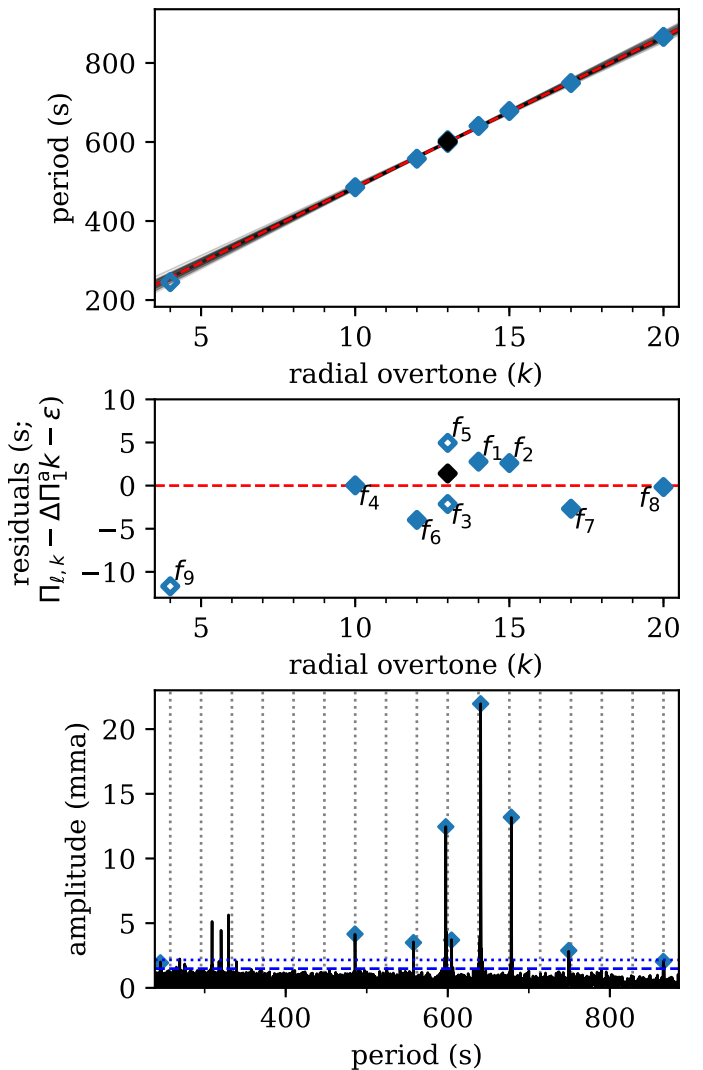 800
600
400
200
period (s)
5 10 15 20
radial overtone (k)
10
5
0
−5
−10
residuals (s;
Π_{ℓ,k} − ΔΠ_1^a k − ε)
f5
f1
f2
f4
f3
f6
f7
f8
f9
5 10 15 20
radial overtone (k)
20
15
10
5
0
amplitude (mma)
400 600 800
period (s)